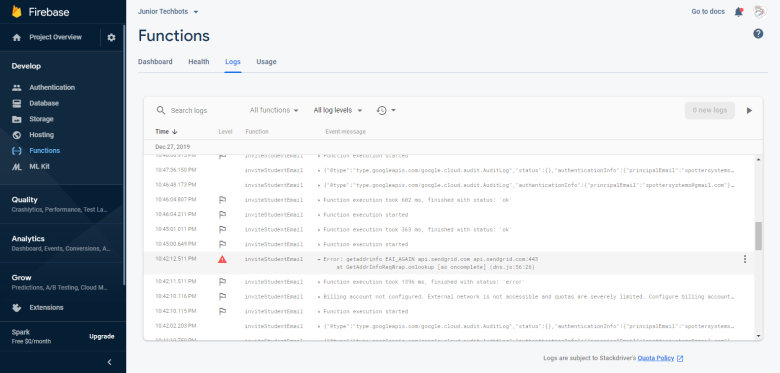 Firebase
Junior Techbots
Go to docs
Project Overview
Functions
Develop
Dashboard
Health
Logs
Usage
Authentication
Database
Storage
Hosting
Functions
ML Kit
Quality
Crashlytics, Performance, Test La...
Analytics
Dashboard, Events, Conversions, A...
Grow
Predictions, A/B Testing, Cloud M...
Extensions
Spark
Free $0/month
Upgrade
Search logs
All functions
All log levels
0 new logs
Time
Level
Function
Event message
Dec 27, 2019
inviteStudentEmail
Function execution started
10:47:36.150 PM
inviteStudentEmail
{"@type":"type.googleapis.com/google.cloud.audit.AuditLog","status":{},"authenticationInfo":{"principalEmail":"spottersystems...
10:46:48.173 PM
inviteStudentEmail
{"@type":"type.googleapis.com/google.cloud.audit.AuditLog","authenticationInfo":{"principalEmail":"spottersystems@gmail.com"}...
10:46:04.807 PM
inviteStudentEmail
Function execution took 602 ms, finished with status: 'ok'
10:46:04.211 PM
inviteStudentEmail
Function execution started
10:45:01.011 PM
inviteStudentEmail
Function execution took 363 ms, finished with status: 'ok'
10:45:00.649 PM
inviteStudentEmail
Function execution started
10:42:12.511 PM
inviteStudentEmail
Error: getaddrinfo EAI_AGAIN api.sendgrid.com api.sendgrid.com:443
at GetAddrInfoReqWrap.onlookup [as oncomplete] (dns.js:56:26)
10:42:11.511 PM
inviteStudentEmail
Function execution took 1396 ms, finished with status: 'error'
10:42:10.116 PM
inviteStudentEmail
Billing account not configured. External network is not accessible and quotas are severely limited. Configure billing account...
10:42:10.115 PM
inviteStudentEmail
Function execution started
10:42:02.203 PM
inviteStudentEmail
{"@type":"type.googleapis.com/google.cloud.audit.AuditLog","status":{},"authenticationInfo":{"principalEmail":"spottersystems...
inviteStudentEmail
Logs are subject to Stackdriver's Quota Policy